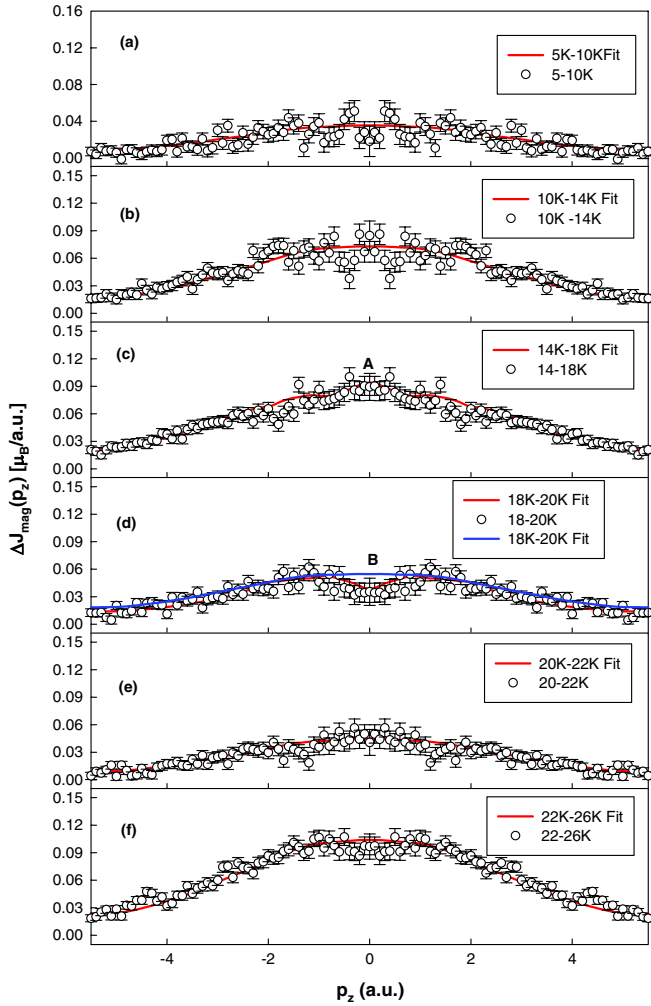 0.16
(a)
5K-10KFit
5-10K
0.12
0.08
0.04
0.00
0.15
(b)
10K-14K Fit
10K -14K
0.12
0.09
0.06
0.03
0.00
0.15
(c)
A
14K-18K Fit
14-18K
0.12
0.09
0.06
0.03
0.00
ΔJmag(pz) [μB/a.u.]
0.15
(d)
B
18K-20K Fit
18-20K
18K-20K Fit
0.12
0.09
0.06
0.03
0.00
0.15
(e)
20K-22K Fit
20-22K
0.12
0.09
0.06
0.03
0.00
0.15
(f)
22K-26K Fit
22-26K
0.12
0.09
0.06
0.03
0.00
-4 -2 0 2 4
pz (a.u.)